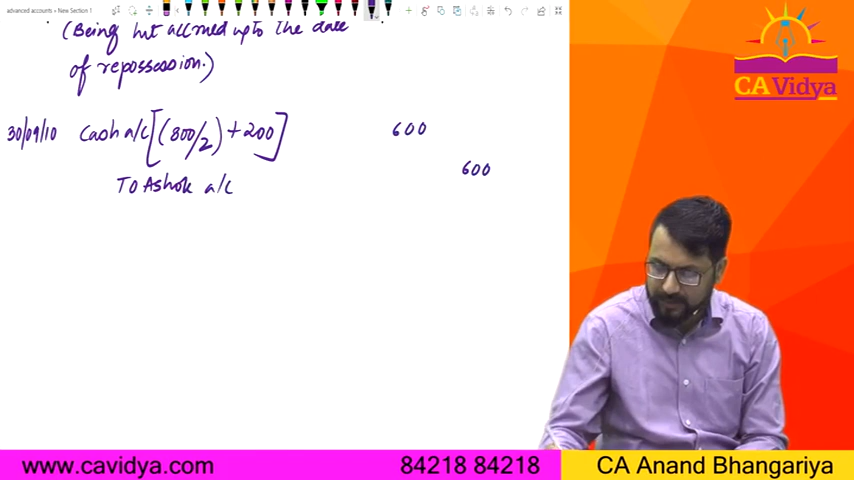 advanced accounts > New Section 1
(Being int accrued upto the date
of repossession.)
30/09/10 Cash a/c [(800/2) + 200] 600
To Ashok a/c 600
CA Vidya
www.cavidya.com 84218 84218 CA Anand Bhangariya